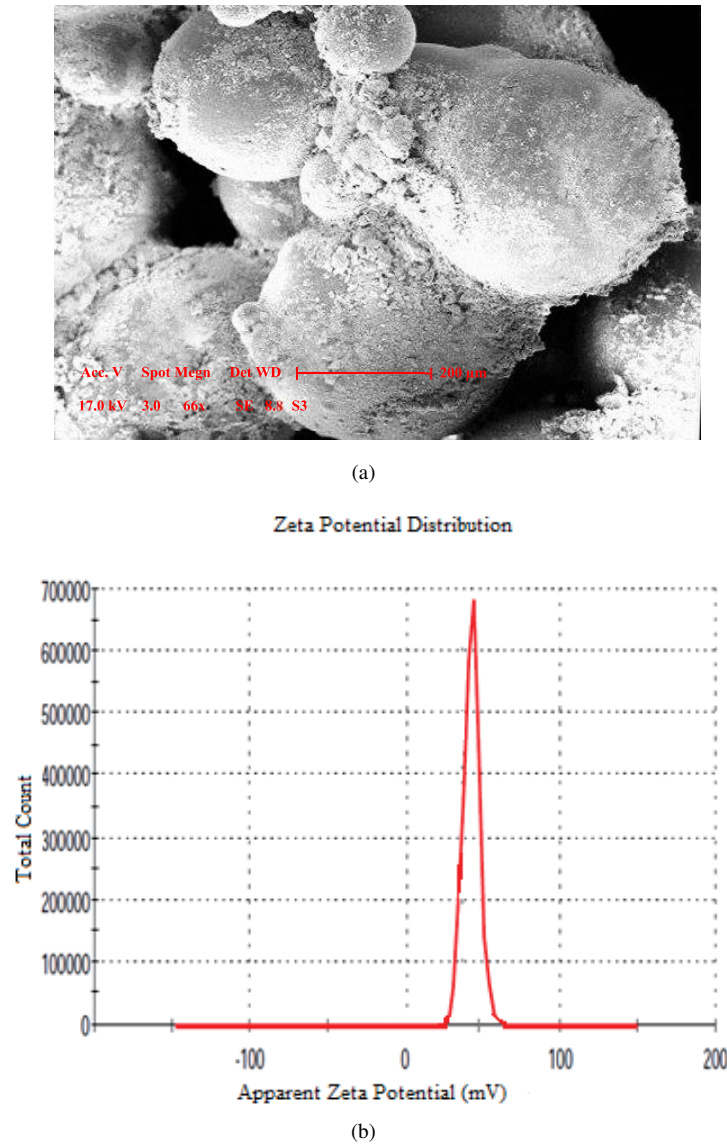 Acc. V Spot Megn Det WD 200 µm
17.0 kV 3.0 66x SE 8.8 S3
(a)
Zeta Potential Distribution
700000
600000
500000
400000
300000
200000
100000
0
Total Count
-100 0 100 200
Apparent Zeta Potential (mV)
(b)